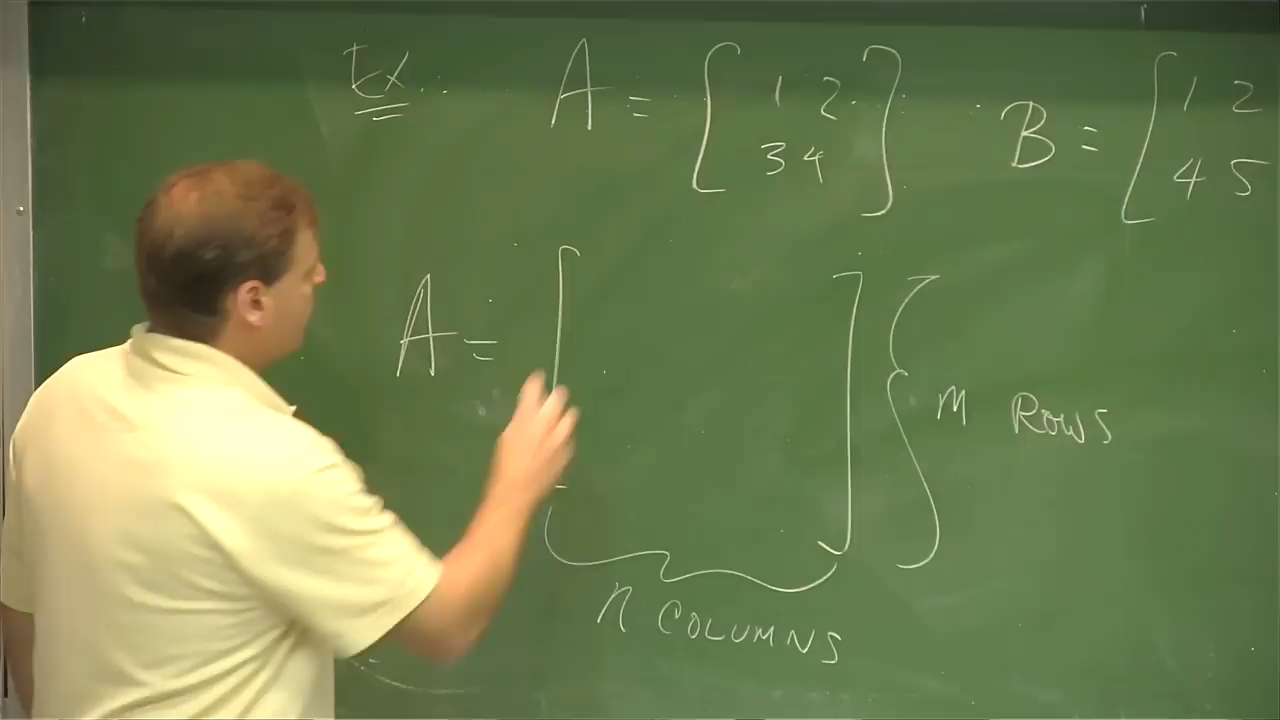 Ex. A = [ 1 2 ] B = [ 1 2
3 4 4 5
A = [ ] } M ROWS
n COLUMNS